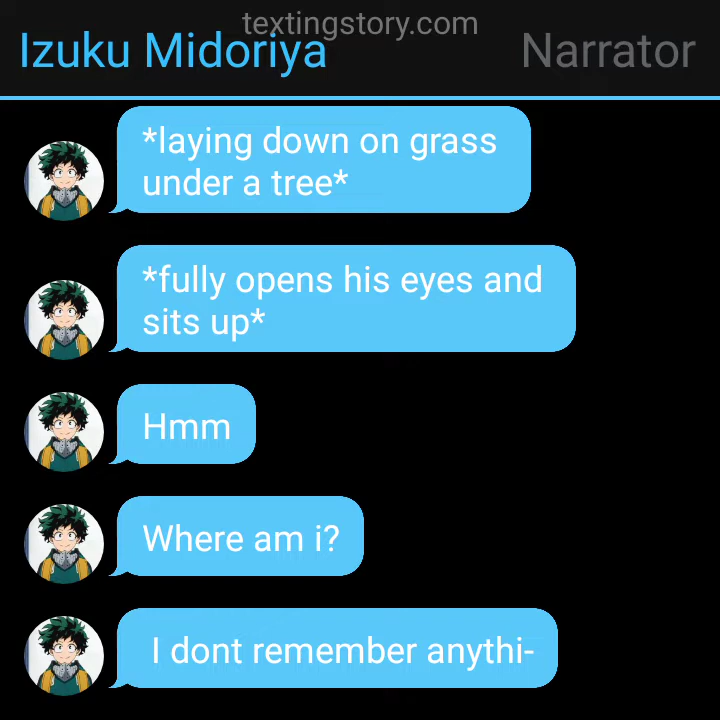 textingstory.com
Izuku Midoriya
Narrator
*laying down on grass
under a tree*
*fully opens his eyes and
sits up*
Hmm
Where am i?
I dont remember anythi-